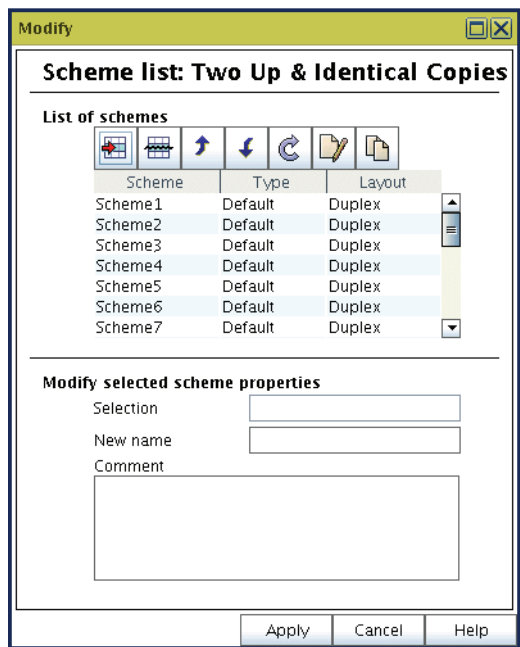 Modify
Scheme list: Two Up & Identical Copies
List of schemes
Scheme Type Layout
Scheme1 Default Duplex
Scheme2 Default Duplex
Scheme3 Default Duplex
Scheme4 Default Duplex
Scheme5 Default Duplex
Scheme6 Default Duplex
Scheme7 Default Duplex
Modify selected scheme properties
Selection
New name
Comment
Apply Cancel Help